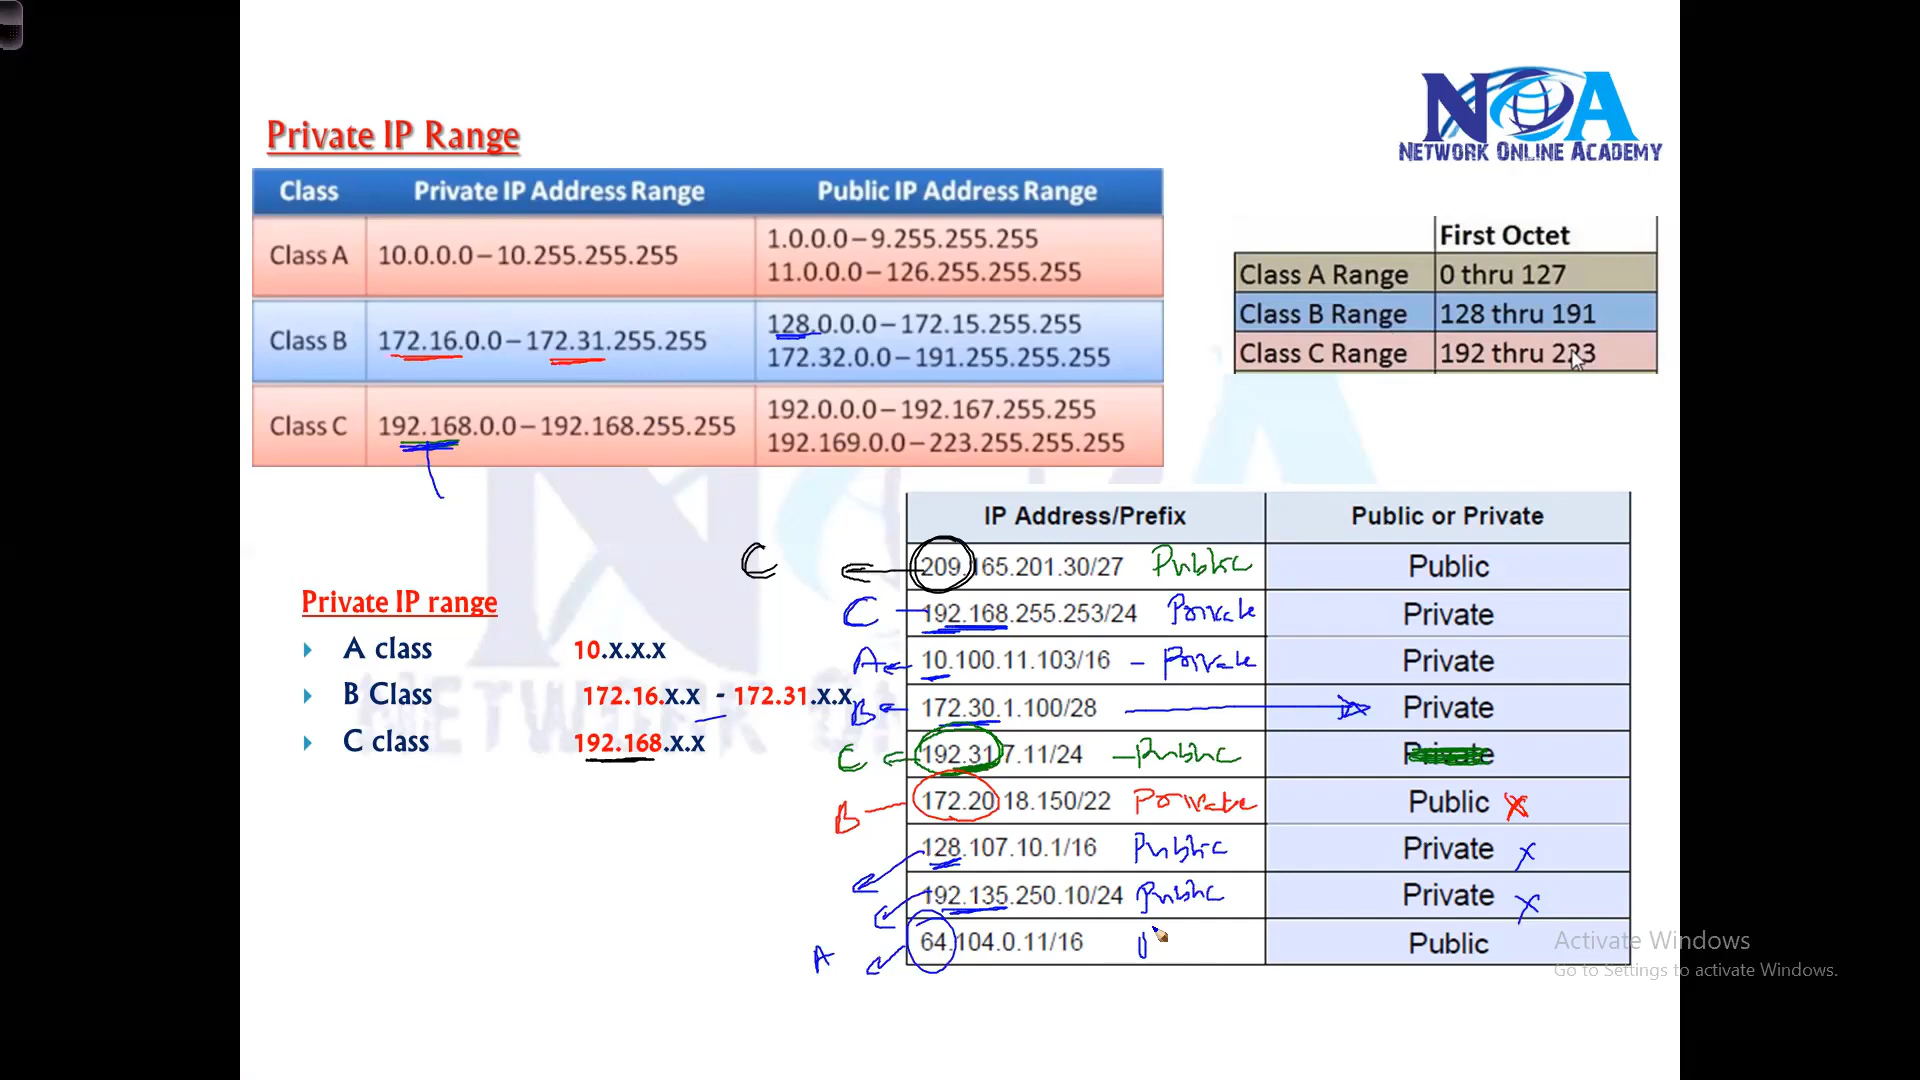 NOA
NETWORK ONLINE ACADEMY
Private IP Range
Class Private IP Address Range Public IP Address Range
Class A 10.0.0.0 – 10.255.255.255 1.0.0.0 – 9.255.255.255
11.0.0.0 – 126.255.255.255
Class B 172.16.0.0 – 172.31.255.255 128.0.0.0 – 172.15.255.255
172.32.0.0 – 191.255.255.255
Class C 192.168.0.0 – 192.168.255.255 192.0.0.0 – 192.167.255.255
192.169.0.0 – 223.255.255.255
First Octet
Class A Range 0 thru 127
Class B Range 128 thru 191
Class C Range 192 thru 223
Private IP range
A class 10.x.x.x
B Class 172.16.x.x - 172.31.x.x
C class 192.168.x.x
IP Address/Prefix Public or Private
C 209.165.201.30/27 Public Public
C 192.168.255.253/24 Private Private
A 10.100.11.103/16 – Private Private
B 172.30.1.100/28 Private
C 192.31.7.11/24 – Public Private
B 172.20.18.150/22 Private Public X
128.107.10.1/16 Public Private X
192.135.250.10/24 Public Private X
A 64.104.0.11/16 Public
Activate Windows
Go to Settings to activate Windows.